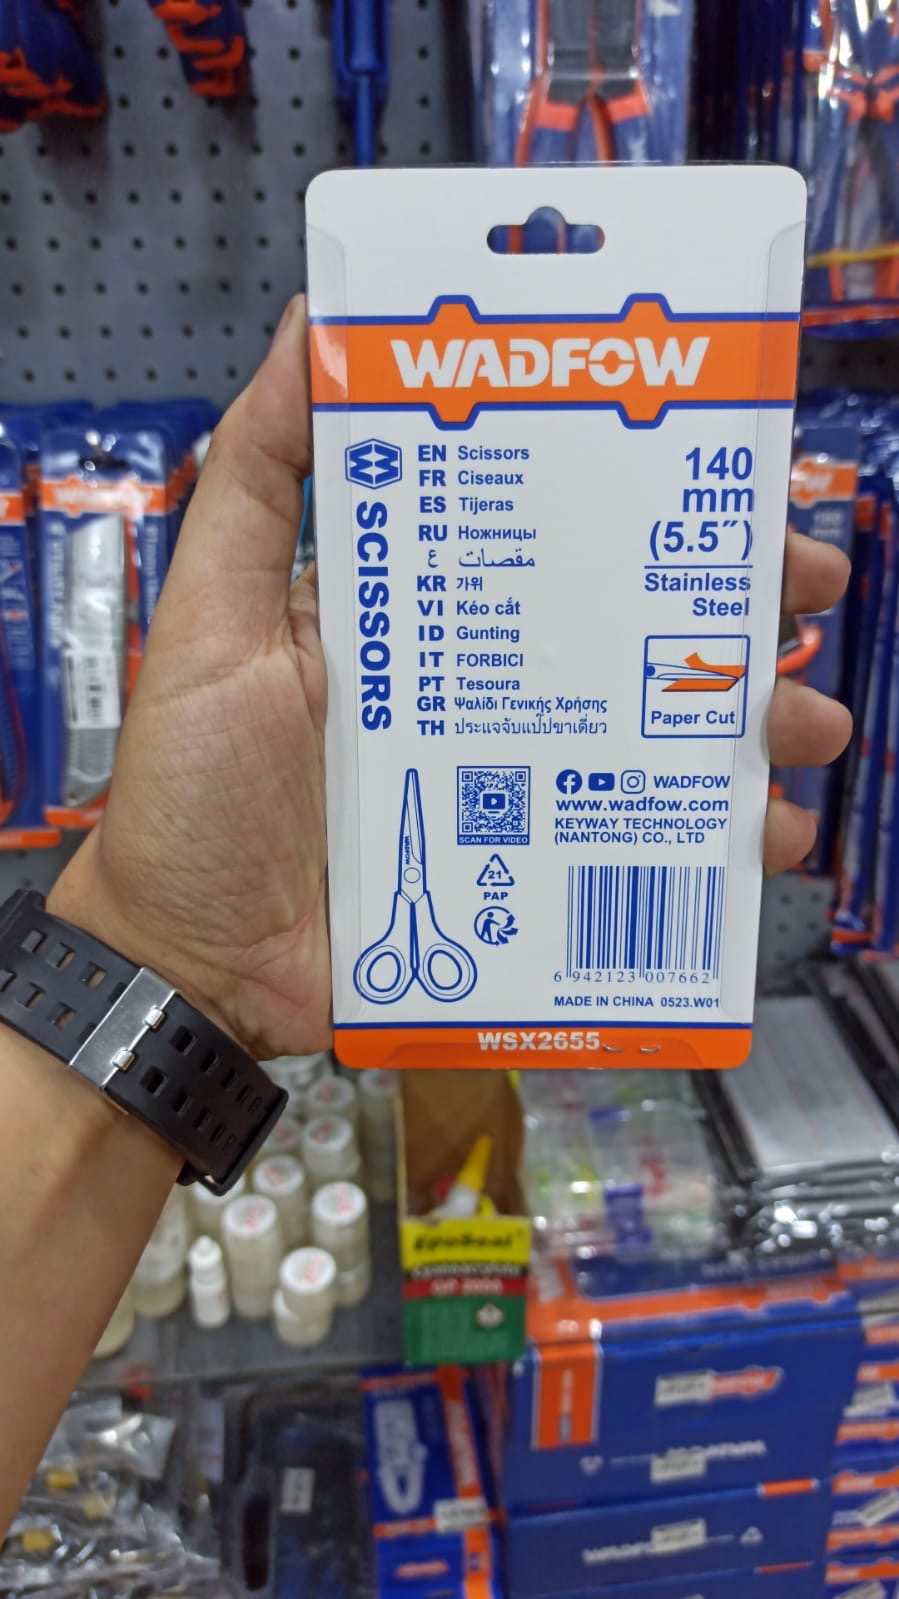 WADFOW
SCISSORS
EN Scissors
FR Ciseaux
ES Tijeras
RU Ножницы
ع مقصات
KR 가위
VI Kéo cắt
ID Gunting
IT FORBICI
PT Tesoura
GR Ψαλίδι Γενικής Χρήσης
TH ประแจจับแป๊ปขาเดี่ยว
140
mm
(5.5″)
Stainless
Steel
Paper Cut
WADFOW
SCAN FOR VIDEO
21
PAP
WADFOW
www.wadfow.com
KEYWAY TECHNOLOGY
(NANTONG) CO., LTD
6 942123 007662
MADE IN CHINA 0523.W01
WSX2655
EpoSeal